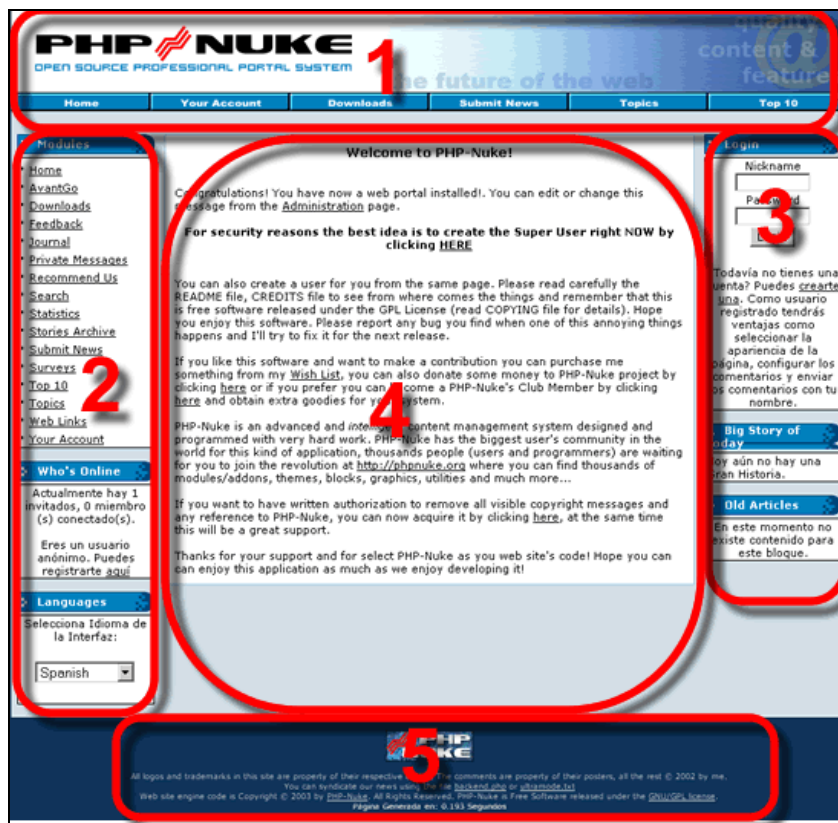 PHP NUKE
OPEN SOURCE PROFESSIONAL PORTAL SYSTEM
quality
content &
feature
the future of the web
1
Home Your Account Downloads Submit News Topics Top 10
Modules
Home
AvantGo
Downloads
Feedback
Journal
Private Messages
Recommend Us
Search
Statistics
Stories Archive
Submit News
Surveys
Top 10
Topics
Web Links
Your Account
2
Who's Online
Actualmente hay 1
invitados, 0 miembro
(s) conectado(s).
Eres un usuario
anónimo. Puedes
registrarte aquí
Languages
Selecciona Idioma de
la Interfaz:
Spanish
Welcome to PHP-Nuke!
Congratulations! You have now a web portal installed!. You can edit or change this
message from the Administration page.
For security reasons the best idea is to create the Super User right NOW by
clicking HERE
You can also create a user for you from the same page. Please read carefully the
README file, CREDITS file to see from where comes the things and remember that this
is free software released under the GPL License (read COPYING file for details). Hope
you enjoy this software. Please report any bug you find when one of this annoying things
happens and I'll try to fix it for the next release.
If you like this software and want to make a contribution you can purchase me
something from my Wish List, you can also donate some money to PHP-Nuke project by
clicking here or if you prefer you can become a PHP-Nuke's Club Member by clicking
here and obtain extra goodies for your system.
4
PHP-Nuke is an advanced and content management system designed and
programmed with very hard work. PHP-Nuke has the biggest user's community in the
world for this kind of application, thousands people (users and programmers) are waiting
for you to join the revolution at http://phpnuke.org where you can find thousands of
modules/addons, themes, blocks, graphics, utilities and much more...
If you want to have written authorization to remove all visible copyright messages and
any reference to PHP-Nuke, you can now acquire it by clicking here, at the same time
this will be a great support.
Thanks for your support and for select PHP-Nuke as you web site's code! Hope you can
can enjoy this application as much as we enjoy developing it!
Login
Nickname
Password
3
Todavía no tienes una
cuenta? Puedes crearte
una. Como usuario
registrado tendrás
ventajas como
seleccionar la
apariencia de la
página, configurar los
comentarios y enviar
los comentarios con tu
nombre.
Big Story of
Today
Hoy aún no hay una
Gran Historia.
Old Articles
En este momento no
existe contenido para
este bloque.
PHP
NUKE
5
All logos and trademarks in this site are property of their respective The comments are property of their posters, all the rest © 2002 by me.
You can syndicate our news using the file backend.php or ultramode.txt
Web site engine code is Copyright © 2003 by PHP-Nuke. All Rights Reserved. PHP-Nuke is Free Software released under the GNU/GPL license.
Página Generada en: 0.193 Segundos